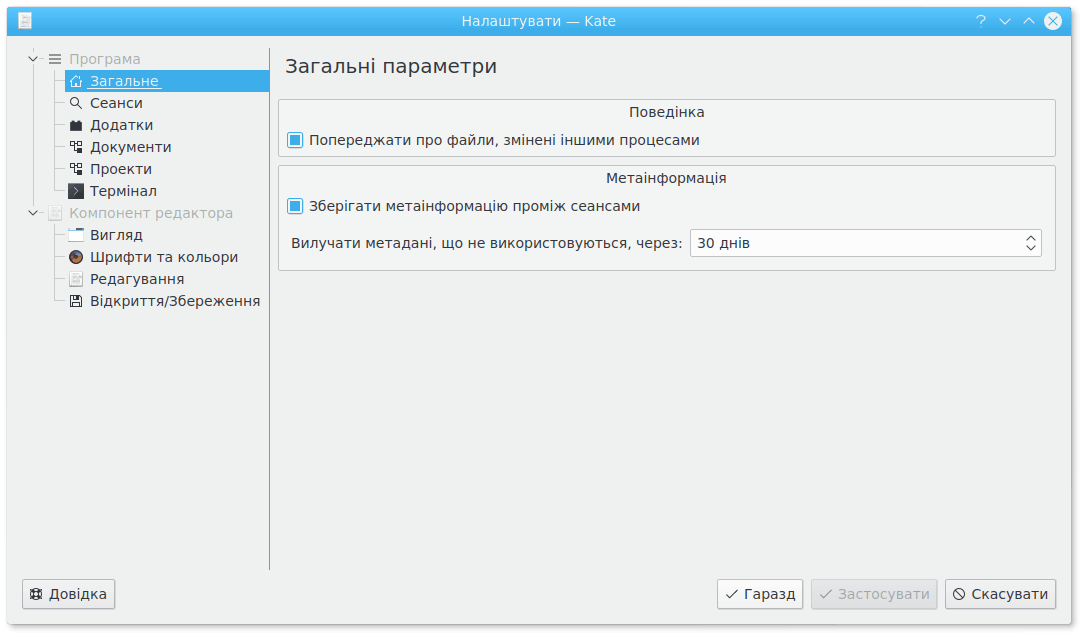 Налаштувати — Kate
Програма
Загальне
Сеанси
Додатки
Документи
Проекти
Термінал
Компонент редактора
Вигляд
Шрифти та кольори
Редагування
Відкриття/Збереження
Загальні параметри
Поведінка
Попереджати про файли, змінені іншими процесами
Метаінформація
Зберігати метаінформацію проміж сеансами
Вилучати метадані, що не використовуються, через: 30 днів
Довідка
Гаразд
Застосувати
Скасувати